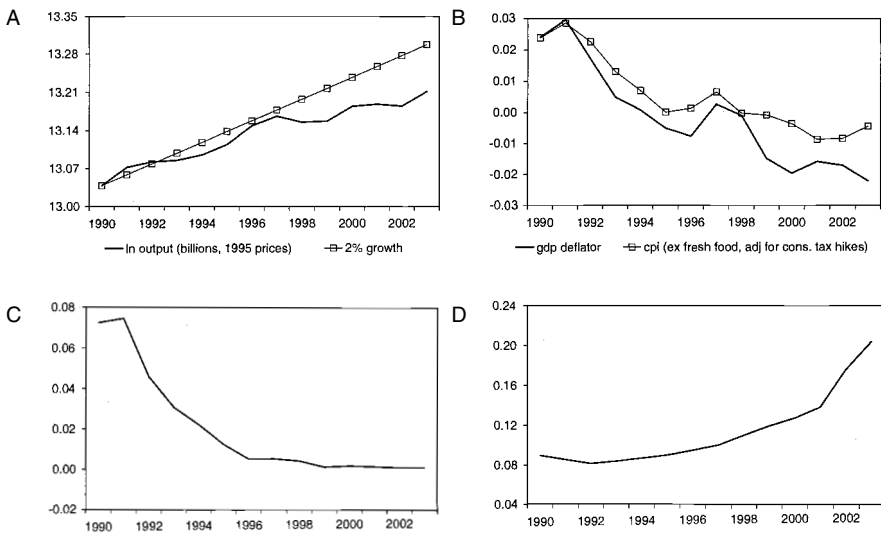 A
13.35
13.28
13.21
13.14
13.07
13.00
1990 1992 1994 1996 1998 2000 2002
ln output (billions, 1995 prices) 2% growth
B
0.03
0.02
0.01
0.00
-0.01
-0.02
-0.03
1990 1992 1994 1996 1998 2000 2002
gdp deflator cpi (ex fresh food, adj for cons. tax hikes)
C
0.08
0.06
0.04
0.02
0.00
-0.02
1990 1992 1994 1996 1998 2000 2002
D
0.24
0.20
0.16
0.12
0.08
0.04
1990 1992 1994 1996 1998 2000 2002